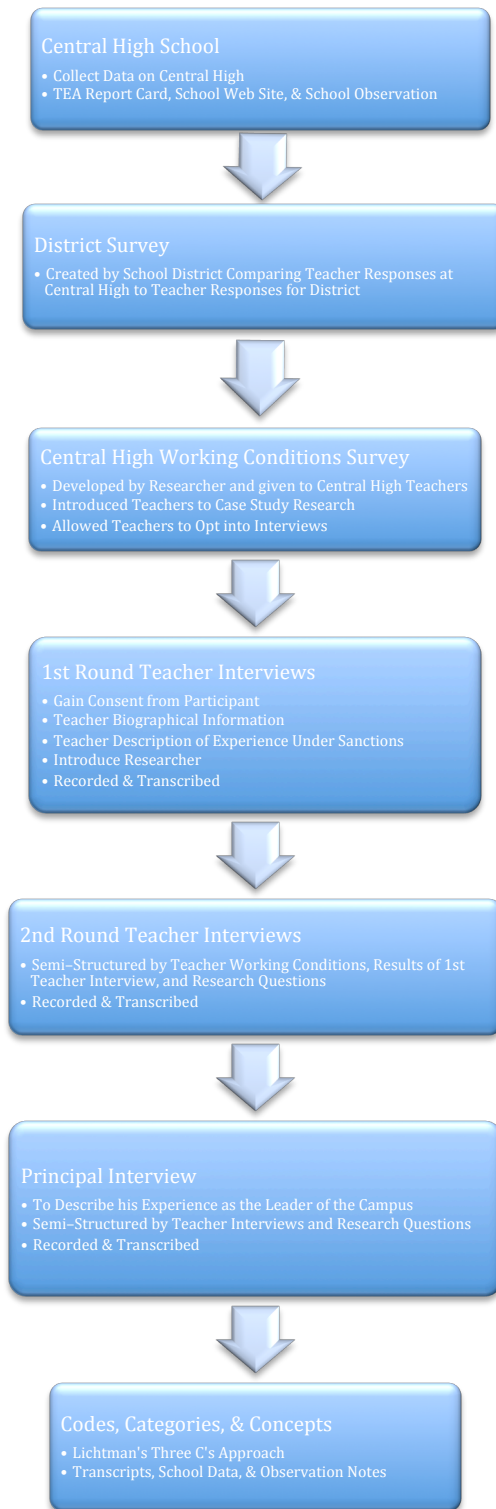 Central High School
• Collect Data on Central High
• TEA Report Card, School Web Site, & School Observation
District Survey
• Created by School District Comparing Teacher Responses at
Central High to Teacher Responses for District
Central High Working Conditions Survey
• Developed by Researcher and given to Central High Teachers
• Introduced Teachers to Case Study Research
• Allowed Teachers to Opt into Interviews
1st Round Teacher Interviews
• Gain Consent from Participant
• Teacher Biographical Information
• Teacher Description of Experience Under Sanctions
• Introduce Researcher
• Recorded & Transcribed
2nd Round Teacher Interviews
• Semi–Structured by Teacher Working Conditions, Results of 1st
Teacher Interview, and Research Questions
• Recorded & Transcribed
Principal Interview
• To Describe his Experience as the Leader of the Campus
• Semi–Structured by Teacher Interviews and Research Questions
• Recorded & Transcribed
Codes, Categories, & Concepts
• Lichtman's Three C's Approach
• Transcripts, School Data, & Observation Notes